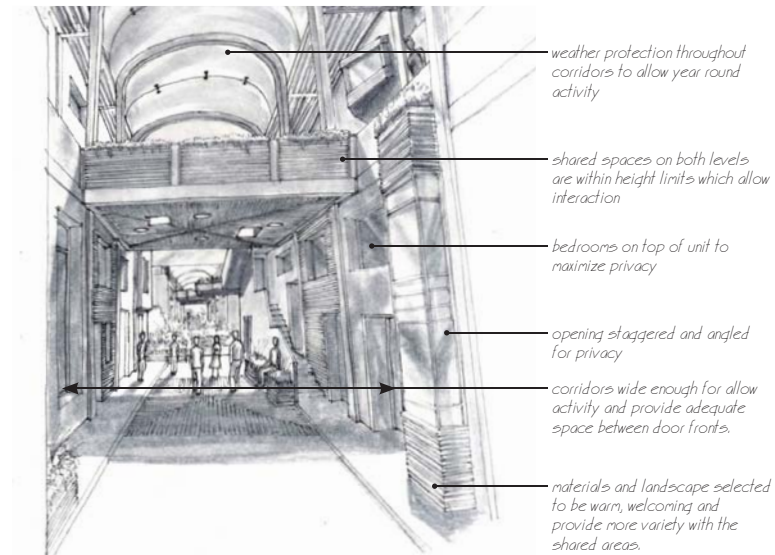 weather protection throughout
corridors to allow year round
activity
shared spaces on both levels
are within height limits which allow
interaction
bedrooms on top of unit to
maximize privacy
opening staggered and angled
for privacy
corridors wide enough for allow
activity and provide adequate
space between door fronts.
materials and landscape selected
to be warm, welcoming and
provide more variety with the
shared areas.